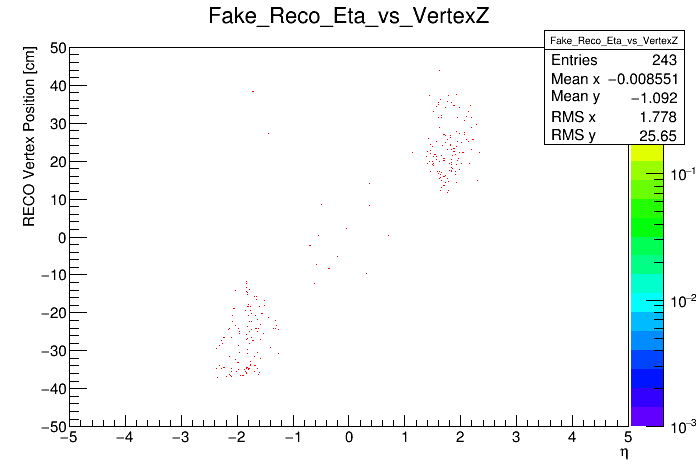 Fake_Reco_Eta_vs_VertexZ
Fake_Reco_Eta_vs_VertexZ
Entries 243
Mean x −0.008551
Mean y −1.092
RMS x 1.778
RMS y 25.65
RECO Vertex Position [cm]
50
40
30
20
10
0
−10
−20
−30
−40
−50
−5 −4 −3 −2 −1 0 1 2 3 4 5
η
10−1
10−2
10−3